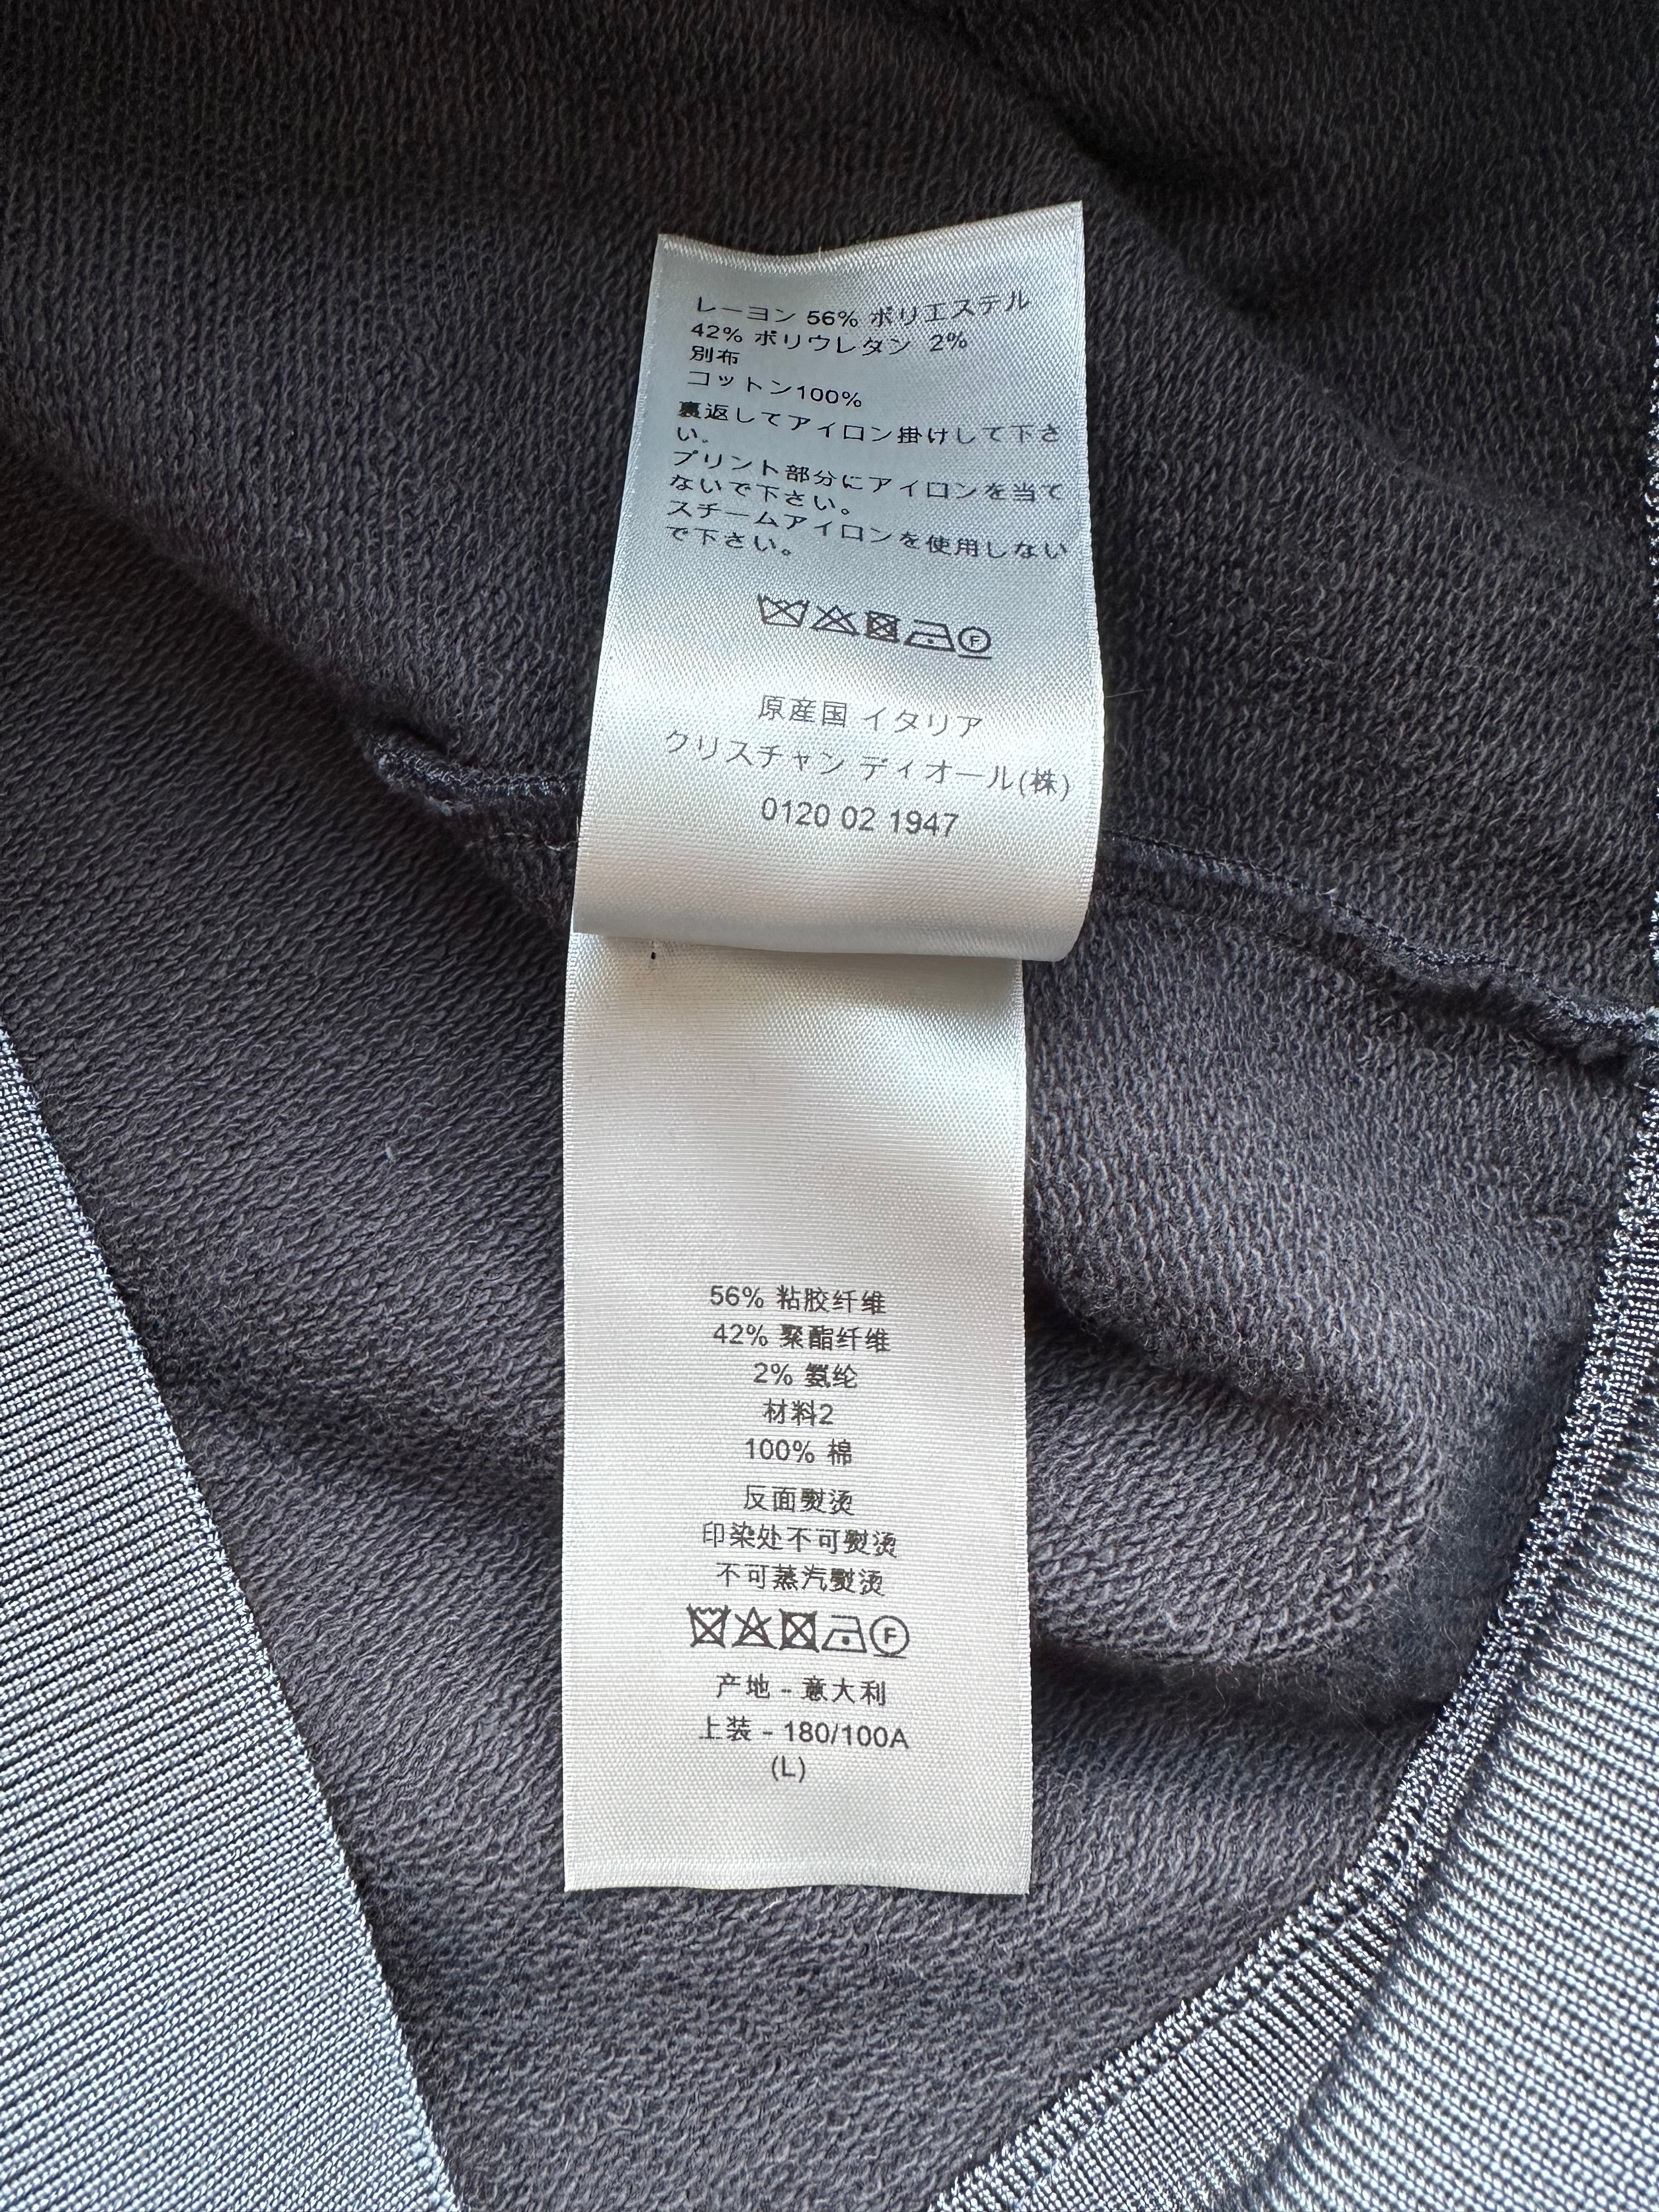 レーヨン 56% ポリエステル
42% ポリウレタン 2%
別布
コットン100%
裏返してアイロン掛けして下さ
い。
プリント部分にアイロンを当て
ないで下さい。
スチームアイロンを使用しない
で下さい。
F
原産国 イタリア
クリスチャン ディオール(株)
0120 02 1947
56% 粘胶纤维
42% 聚酯纤维
2% 氨纶
材料2
100% 棉
反面熨烫
印染处不可熨烫
不可蒸汽熨烫
F
产地 - 意大利
上装 - 180/100A
(L)